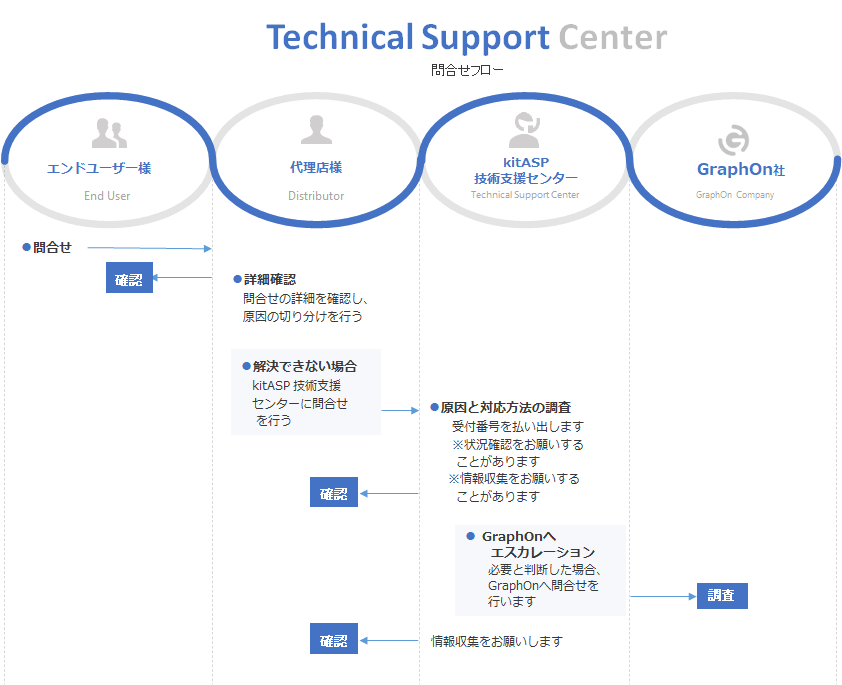 Technical Support Center
問合せフロー
エンドユーザー様
End User
代理店様
Distributor
kitASP
技術支援センター
Technical Support Center
GraphOn社
GraphOn Company
●問合せ
確認
●詳細確認
問合せの詳細を確認し、
原因の切り分けを行う
●解決できない場合
kitASP 技術支援
センターに問合せ
を行う
●原因と対応方法の調査
受付番号を払い出します
※状況確認をお願いする
ことがあります
※情報収集をお願いする
ことがあります
確認
● GraphOnへ
エスカレーション
必要と判断した場合、
GraphOnへ問合せを
行います
調査
確認
情報収集をお願いします